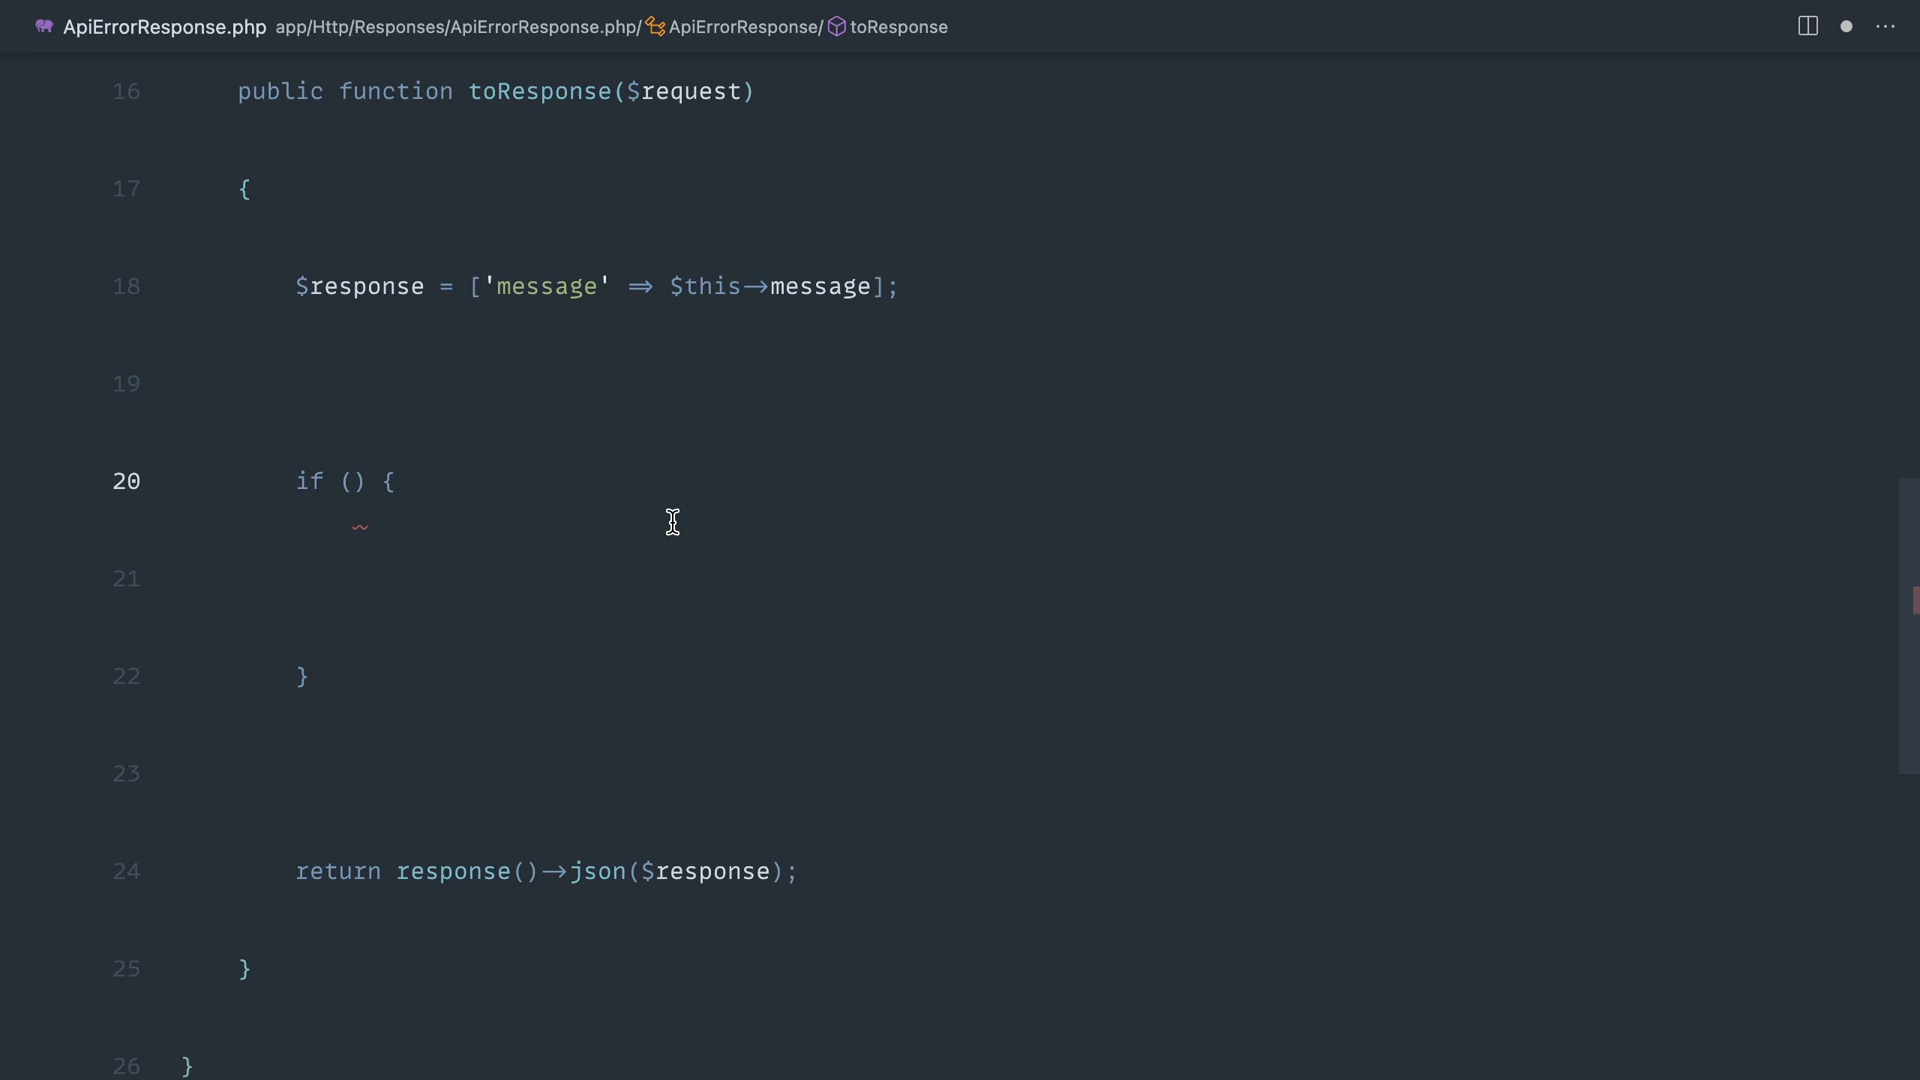 ApiErrorResponse.php app/Http/Responses/ApiErrorResponse.php/ ApiErrorResponse/ toResponse
16 public function toResponse($request)
17 {
18 $response = ['message' => $this->message];
19
20 if () {
21
22 }
23
24 return response()->json($response);
25 }
26 }